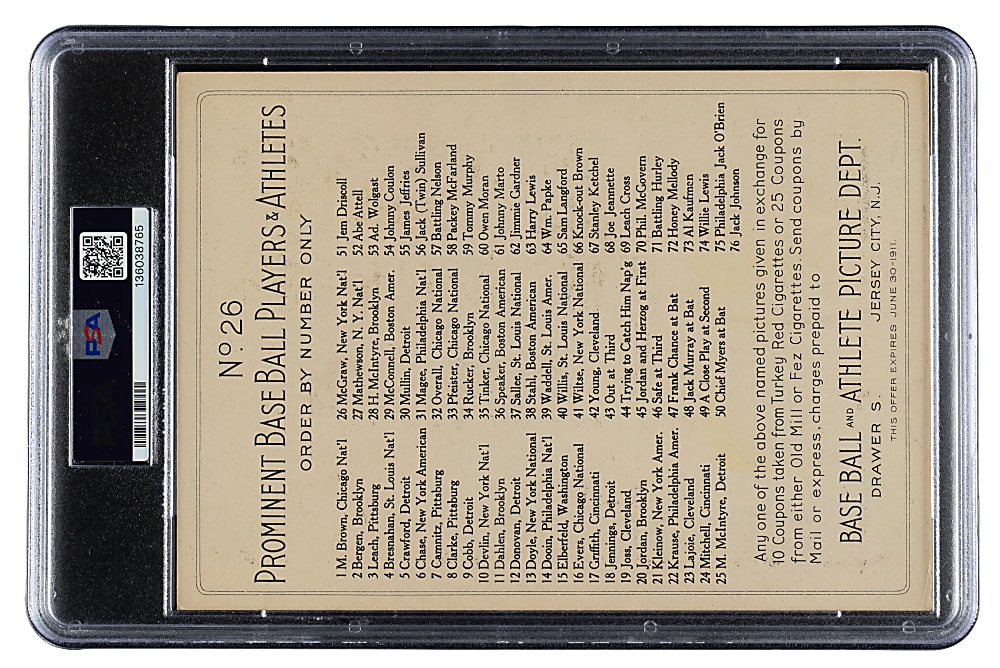 136038765
PSA
Nº 26
PROMINENT BASE BALL PLAYERS & ATHLETES
ORDER BY NUMBER ONLY
1 M. Brown, Chicago Nat'l
2 Bergen, Brooklyn
3 Leach, Pittsburg
4 Bresnahan, St. Louis Nat'l
5 Crawford, Detroit
6 Chase, New York American
7 Camnitz, Pittsburg
8 Clarke, Pittsburg
9 Cobb, Detroit
10 Devlin, New York Nat'l
11 Dahlen, Brooklyn
12 Donovan, Detroit
13 Doyle, New York National
14 Dooin, Philadelphia Nat'l
15 Elberfeld, Washington
16 Evers, Chicago National
17 Griffith, Cincinnati
18 Jennings, Detroit
19 Joss, Cleveland
20 Jordan, Brooklyn
21 Kleinow, New York Amer.
22 Krause, Philadelphia Amer.
23 Lajoie, Cleveland
24 Mitchell, Cincinnati
25 M. McIntyre, Detroit
26 McGraw, New York Nat'l
27 Mathewson, N. Y. Nat'l
28 H. McIntyre, Brooklyn
29 McConnell, Boston Amer.
30 Mullin, Detroit
31 Magee, Philadelphia Nat'l
32 Overall, Chicago National
33 Pfeister, Chicago National
34 Rucker, Brooklyn
35 Tinker, Chicago National
36 Speaker, Boston American
37 Sallee, St. Louis National
38 Stahl, Boston American
39 Waddell, St. Louis Amer.
40 Willis, St. Louis National
41 Wiltse, New York National
42 Young, Cleveland
43 Out at Third
44 Trying to Catch Him Nap'g
45 Jordan and Herzog at First
46 Safe at Third
47 Frank Chance at Bat
48 Jack Murray at Bat
49 A Close Play at Second
50 Chief Myers at Bat
51 Jem Driscoll
52 Abe Attell
53 Ad. Wolgast
54 Johnny Coulon
55 James Jeffries
56 Jack (Twin) Sullivan
57 Battling Nelson
58 Packey McFarland
59 Tommy Murphy
60 Owen Moran
61 Johnny Marto
62 Jimmie Gardner
63 Harry Lewis
64 Wm. Papke
65 Sam Langford
66 Knock-out Brown
67 Stanley Ketchel
68 Joe Jeannette
69 Leach Cross
70 Phil. McGovern
71 Battling Hurley
72 Honey Mellody
73 Al Kaufmen
74 Willie Lewis
75 Philadelphia Jack O'Brien
76 Jack Johnson
Any one of the above named pictures given in exchange for
10 Coupons taken from Turkey Red Cigarettes or 25 Coupons
from either Old Mill or Fez Cigarettes. Send coupons by
Mail or express, charges prepaid to
BASE BALL AND ATHLETE PICTURE DEPT.
DRAWER S. JERSEY CITY, N.J.
THIS OFFER EXPIRES JUNE 30-1911.